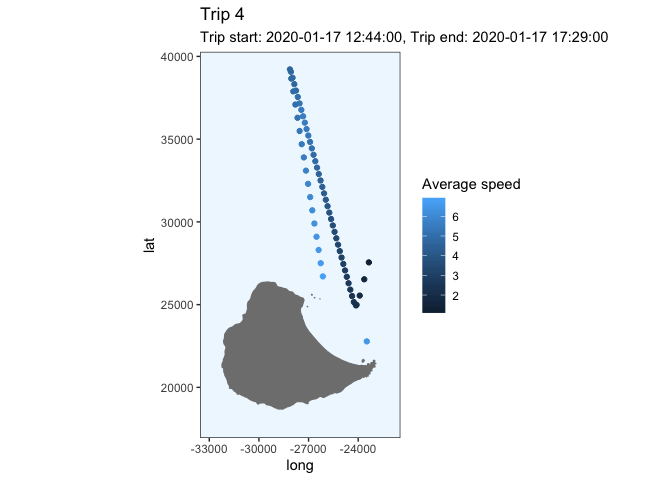 Trip 4
Trip start: 2020-01-17 12:44:00, Trip end: 2020-01-17 17:29:00
40000
35000
30000
25000
20000
lat
-33000 -30000 -27000 -24000
long
Average speed
6
5
4
3
2